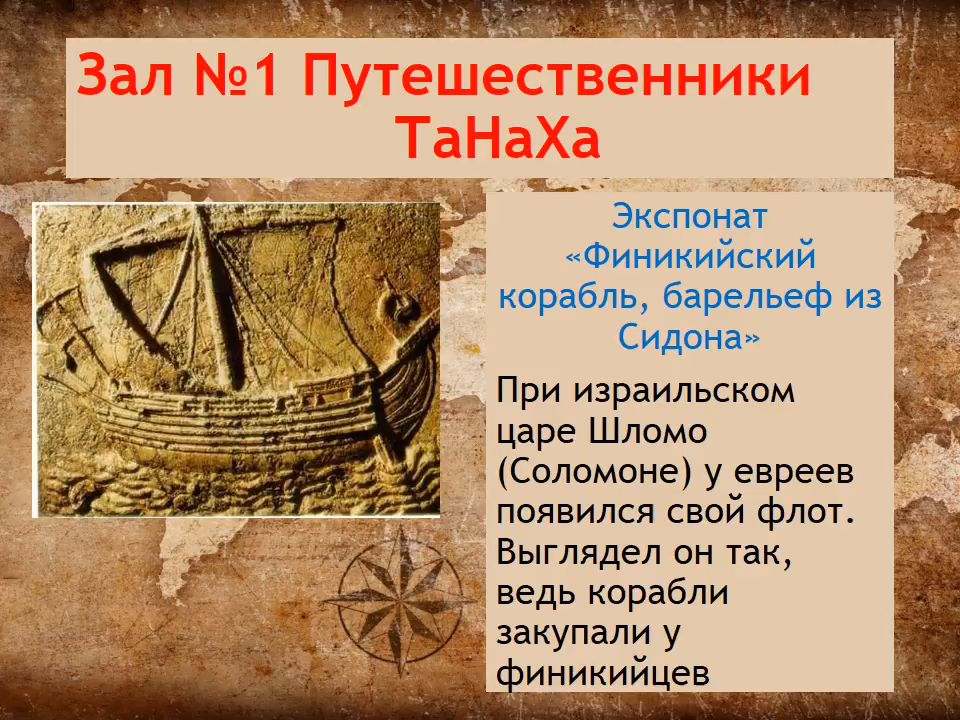 Зал №1 Путешественники
ТаНаХа
Экспонат
«Финикийский
корабль, барельеф из
Сидона»
При израильском
царе Шломо
(Соломоне) у евреев
появился свой флот.
Выглядел он так,
ведь корабли
закупали у
финикийцев